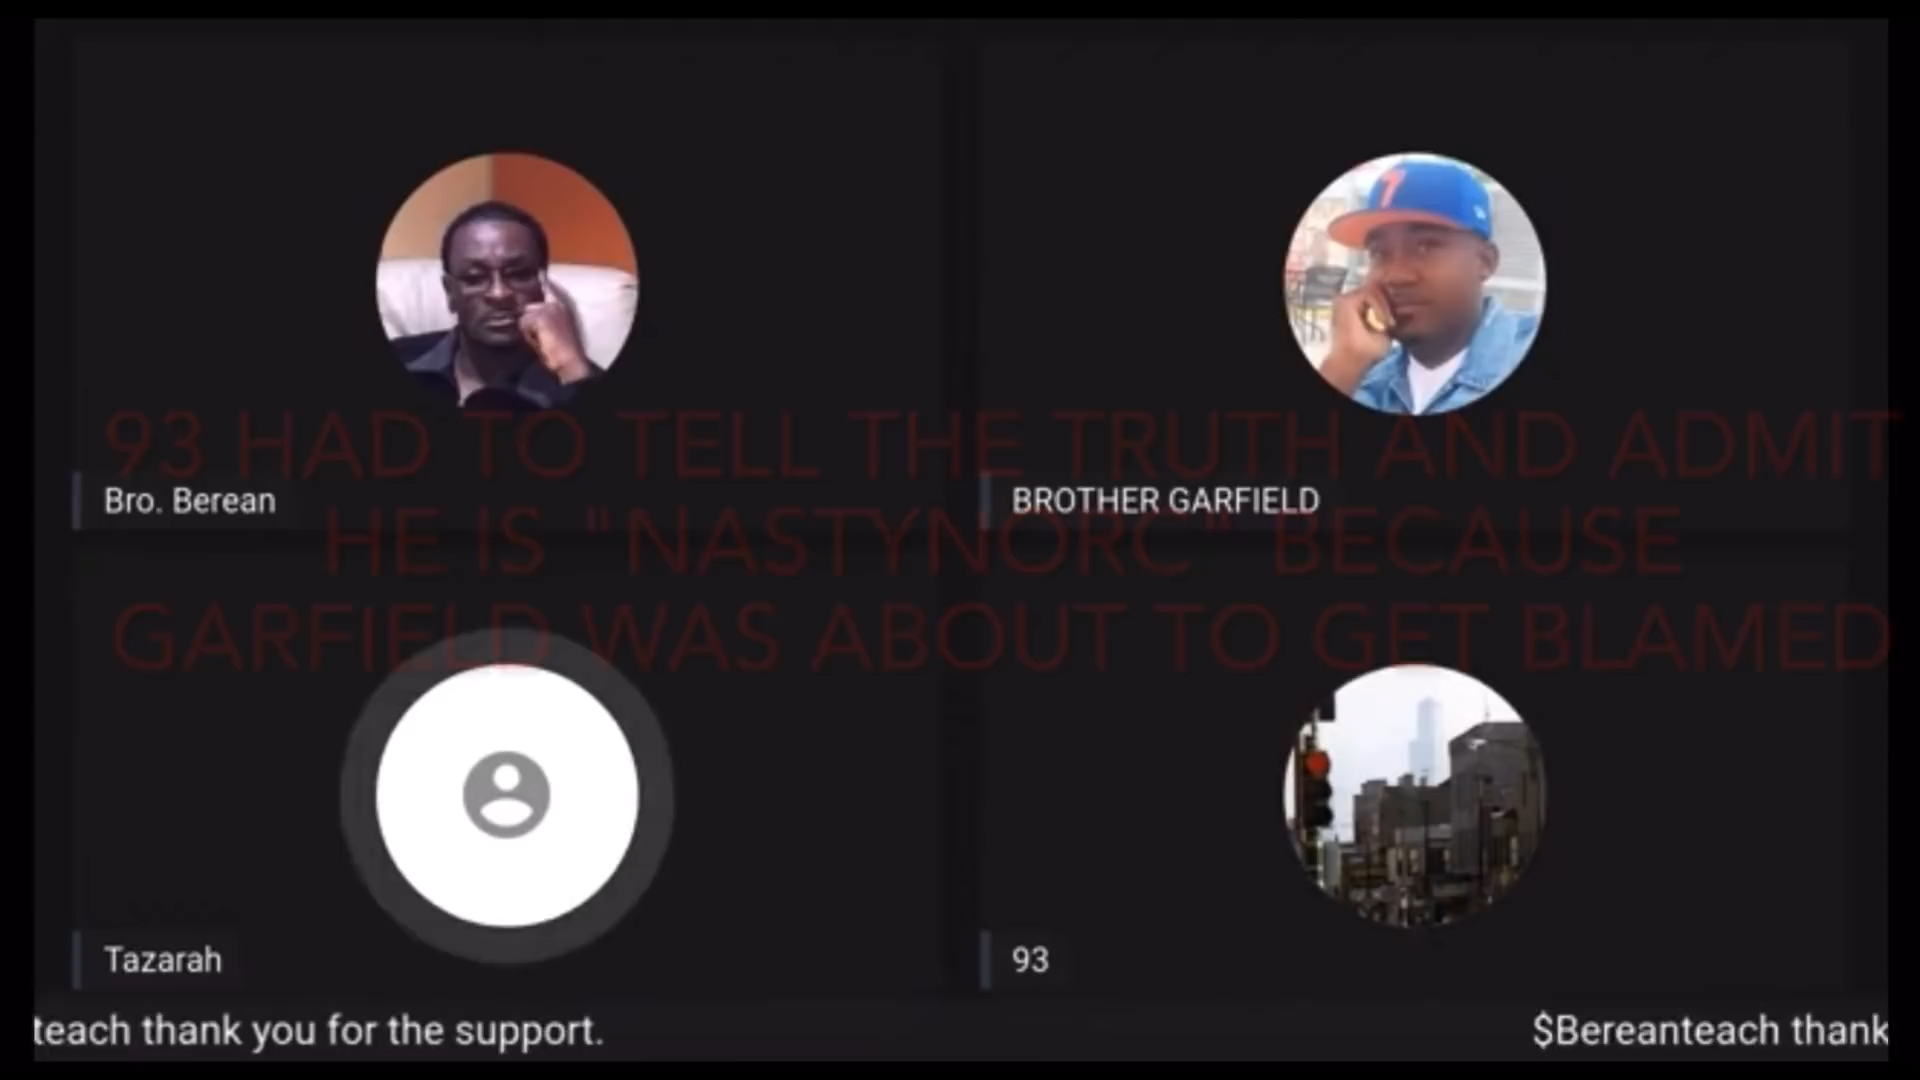 93 HAD TO TELL THE TRUTH AND ADMIT
Bro. Berean
BROTHER GARFIELD
HE IS "NASTYNORC" BECAUSE
GARFIELD WAS ABOUT TO GET BLAMED
Tazarah
93
teach thank you for the support.
$Bereanteach thank